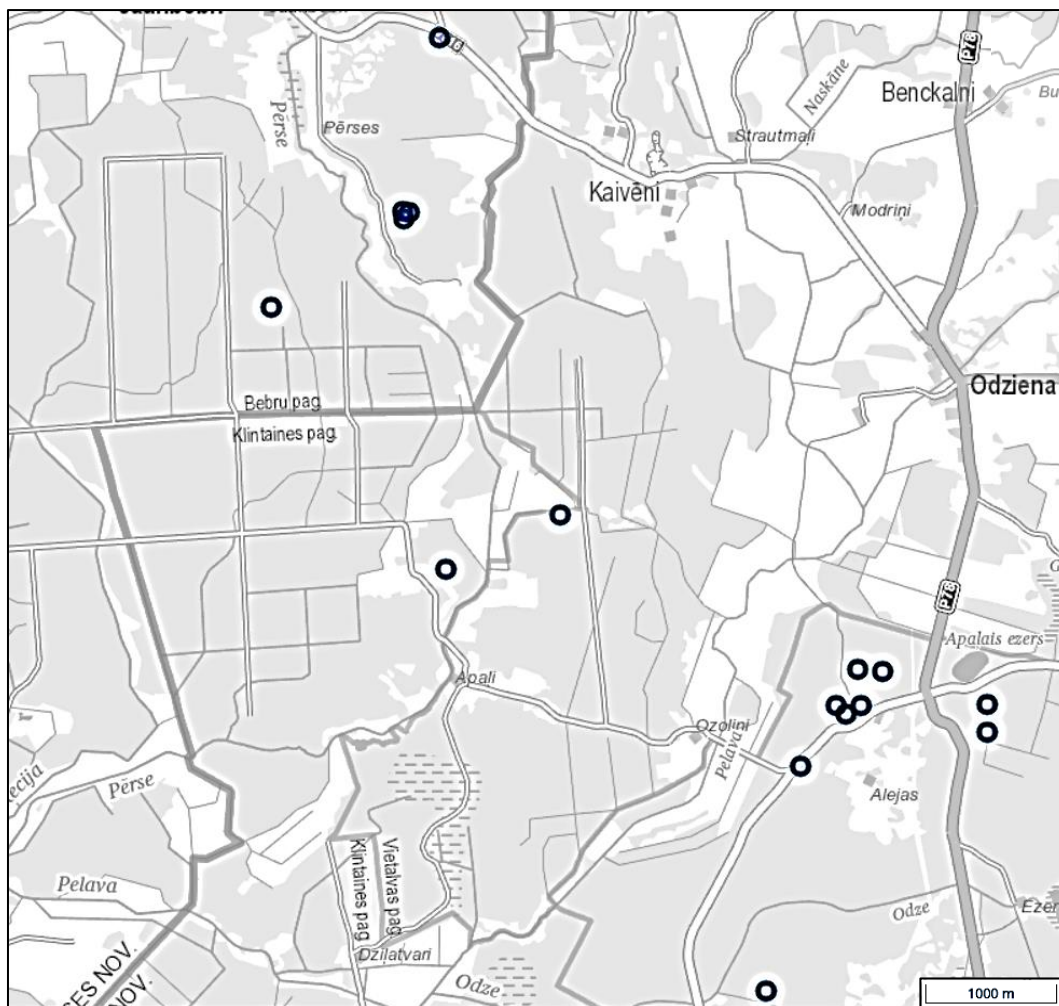 P78
Naskāne
Benckalni
Pērse
Pērses
Strautmaļi
Kaivēni
Modriņi
Bebru pag.
Klintaines pag.
Odziena
P78
Apalais ezers
Aoali
Ozoliņi
Pelava
Pērse
Alejas
Klintaines pag.
Vietalvas pag.
Pelava
Odze
Dzilatvari
Odze
1000 m